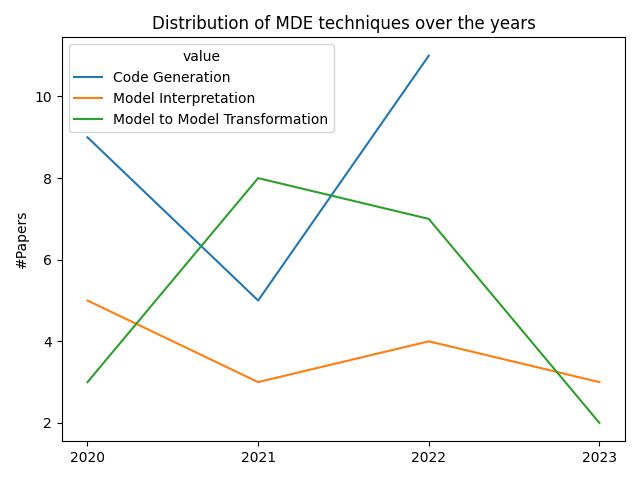 Distribution of MDE techniques over the years
value
Code Generation
Model Interpretation
Model to Model Transformation
#Papers
10
8
6
4
2
2020 2021 2022 2023